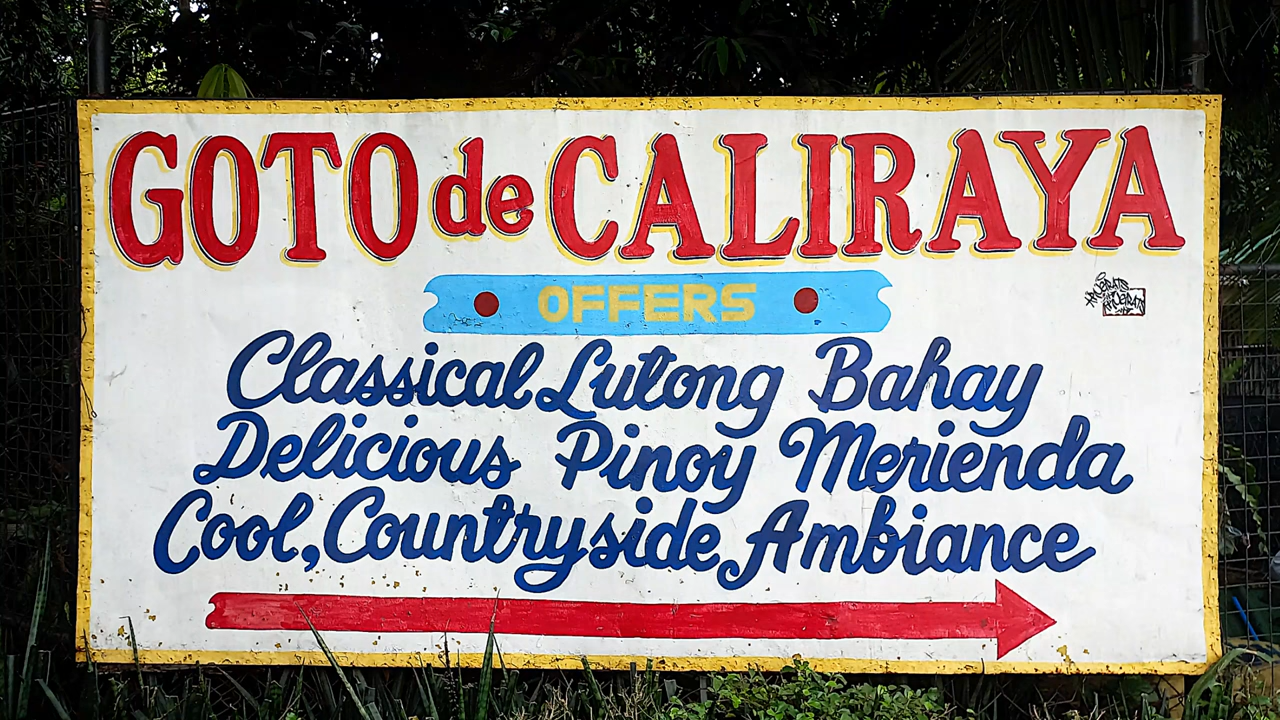 GOTO de CALIRAYA
OFFERS
Classical Lutong Bahay
Delicious Pinoy Merienda
Cool, Countryside Ambiance